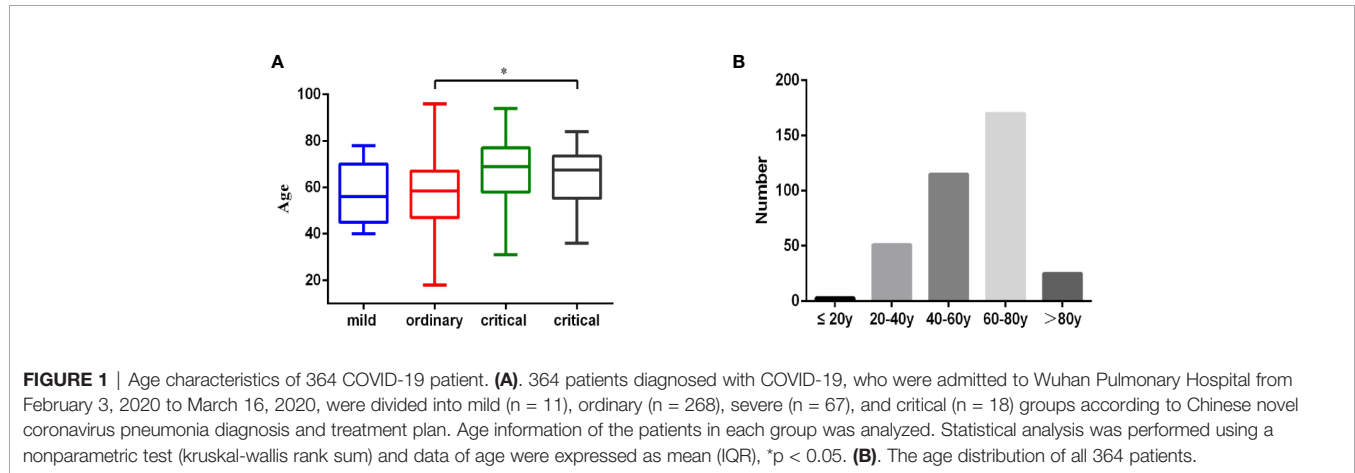 A
*
100
80
60
40
20
Age
mild ordinary critical critical
B
200
150
100
50
0
Number
≤ 20y 20-40y 40-60y 60-80y >80y
FIGURE 1 | Age characteristics of 364 COVID-19 patient. (A). 364 patients diagnosed with COVID-19, who were admitted to Wuhan Pulmonary Hospital from
February 3, 2020 to March 16, 2020, were divided into mild (n = 11), ordinary (n = 268), severe (n = 67), and critical (n = 18) groups according to Chinese novel
coronavirus pneumonia diagnosis and treatment plan. Age information of the patients in each group was analyzed. Statistical analysis was performed using a
nonparametric test (kruskal-wallis rank sum) and data of age were expressed as mean (IQR), *p < 0.05. (B). The age distribution of all 364 patients.